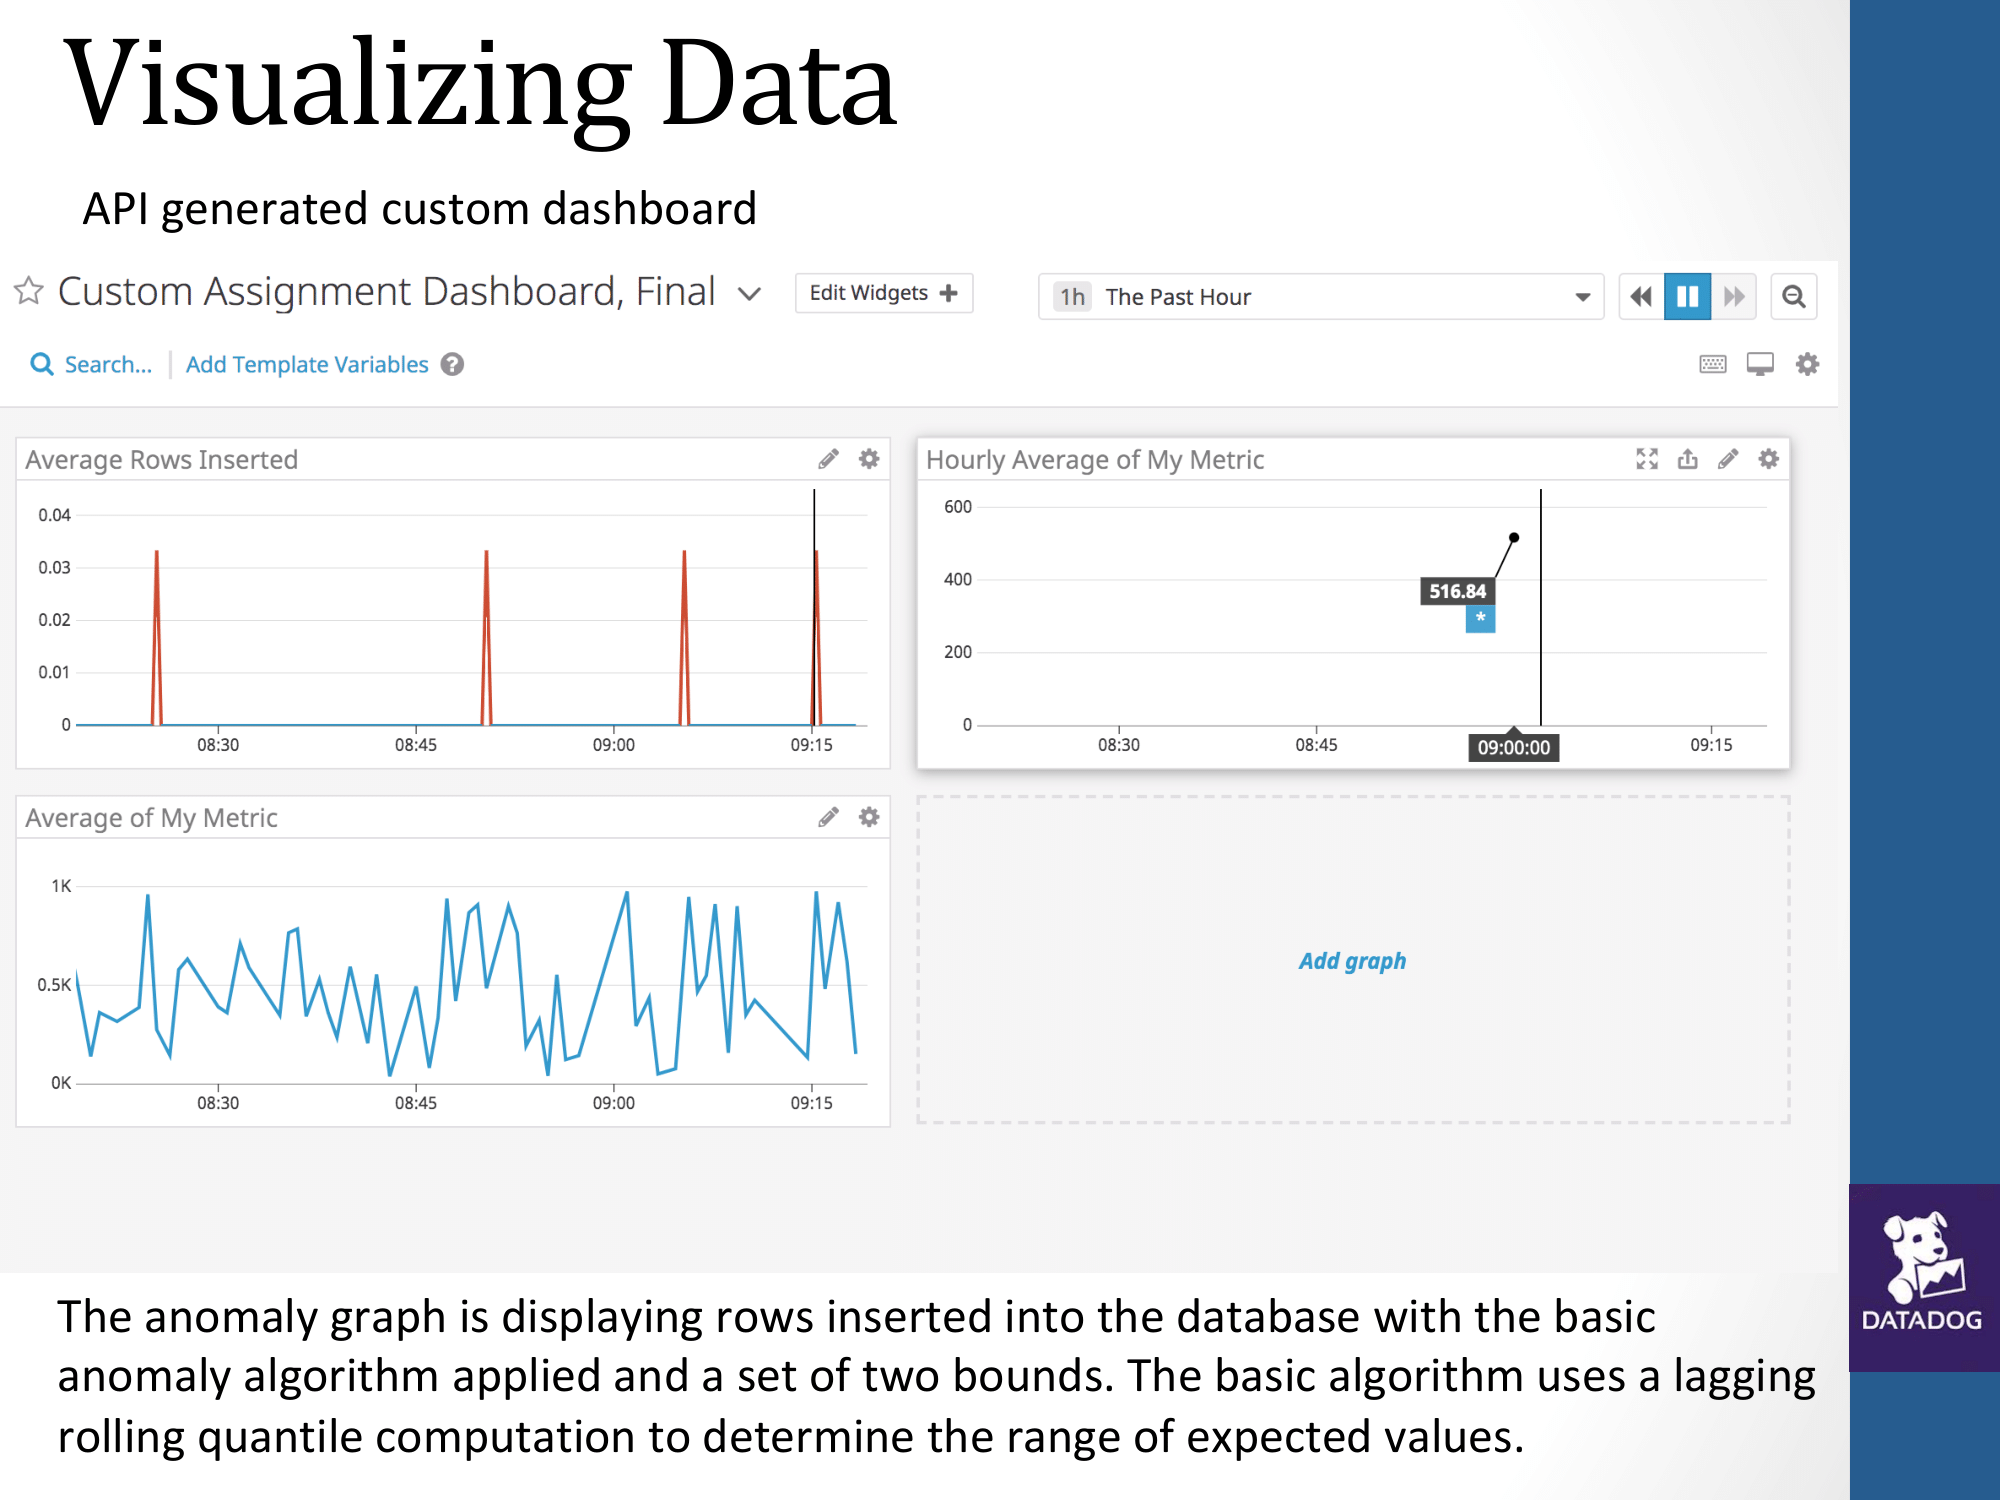 Visualizing Data
API generated custom dashboard
Custom Assignment Dashboard, Final
Edit Widgets +
1h The Past Hour
Search...
Add Template Variables ?
Average Rows Inserted
0.04
0.03
0.02
0.01
0
08:30 08:45 09:00 09:15
Hourly Average of My Metric
600
400
200
0
516.84
*
08:30 08:45 09:00:00 09:15
Average of My Metric
1K
0.5K
0K
08:30 08:45 09:00 09:15
Add graph
The anomaly graph is displaying rows inserted into the database with the basic
anomaly algorithm applied and a set of two bounds. The basic algorithm uses a lagging
rolling quantile computation to determine the range of expected values.
DATADOG